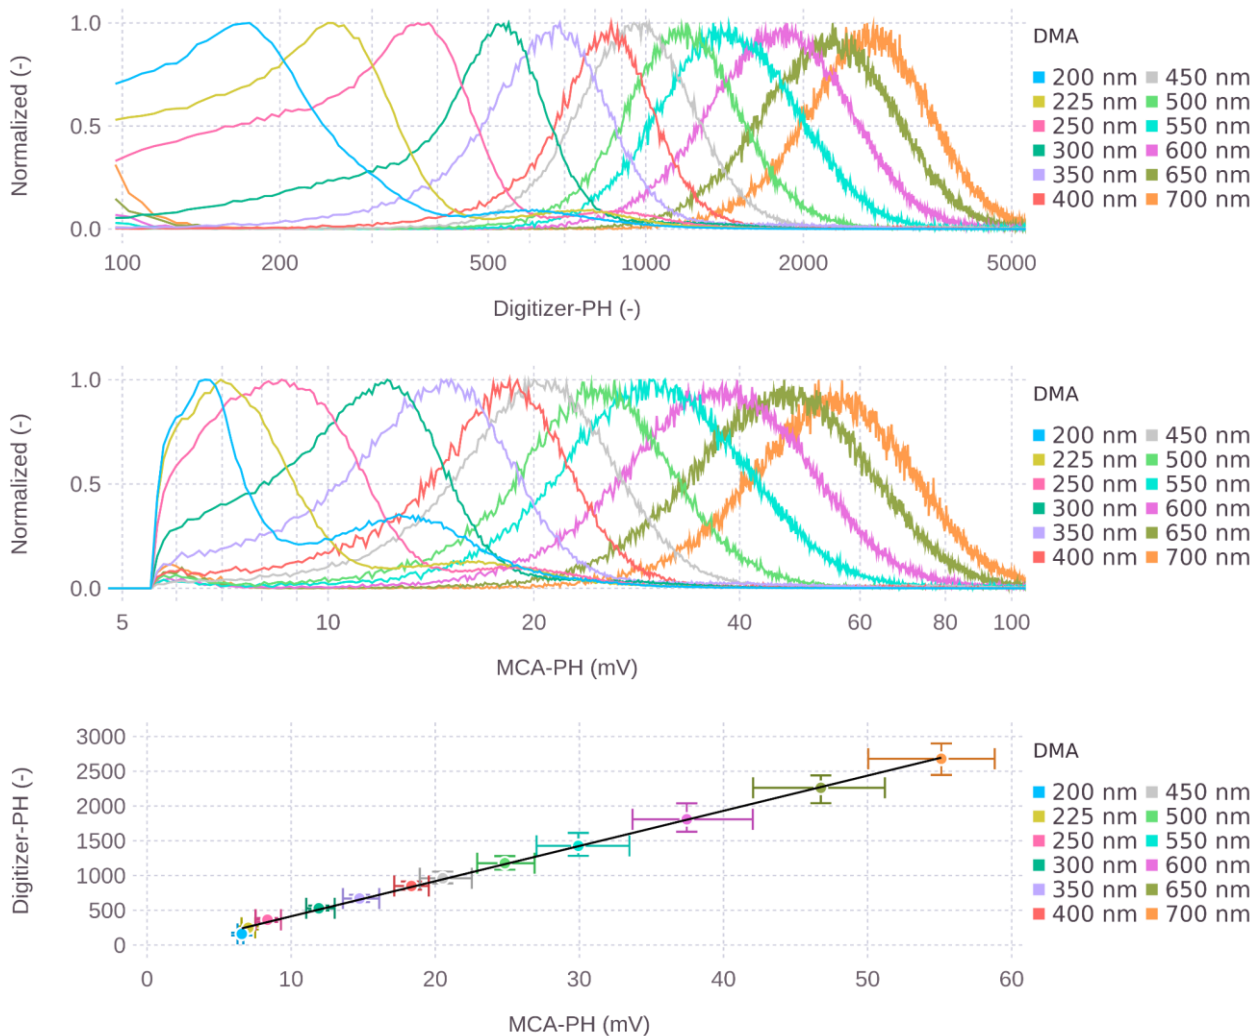 Normalized (-)
1.0
0.5
0.0
100 200 500 1000 2000 5000
Digitizer-PH (-)
DMA
200 nm 450 nm
225 nm 500 nm
250 nm 550 nm
300 nm 600 nm
350 nm 650 nm
400 nm 700 nm
Normalized (-)
1.0
0.5
0.0
5 10 20 40 60 80 100
MCA-PH (mV)
DMA
200 nm 450 nm
225 nm 500 nm
250 nm 550 nm
300 nm 600 nm
350 nm 650 nm
400 nm 700 nm
Digitizer-PH (-)
3000
2500
2000
1500
1000
500
0
0 10 20 30 40 50 60
MCA-PH (mV)
DMA
200 nm 450 nm
225 nm 500 nm
250 nm 550 nm
300 nm 600 nm
350 nm 650 nm
400 nm 700 nm